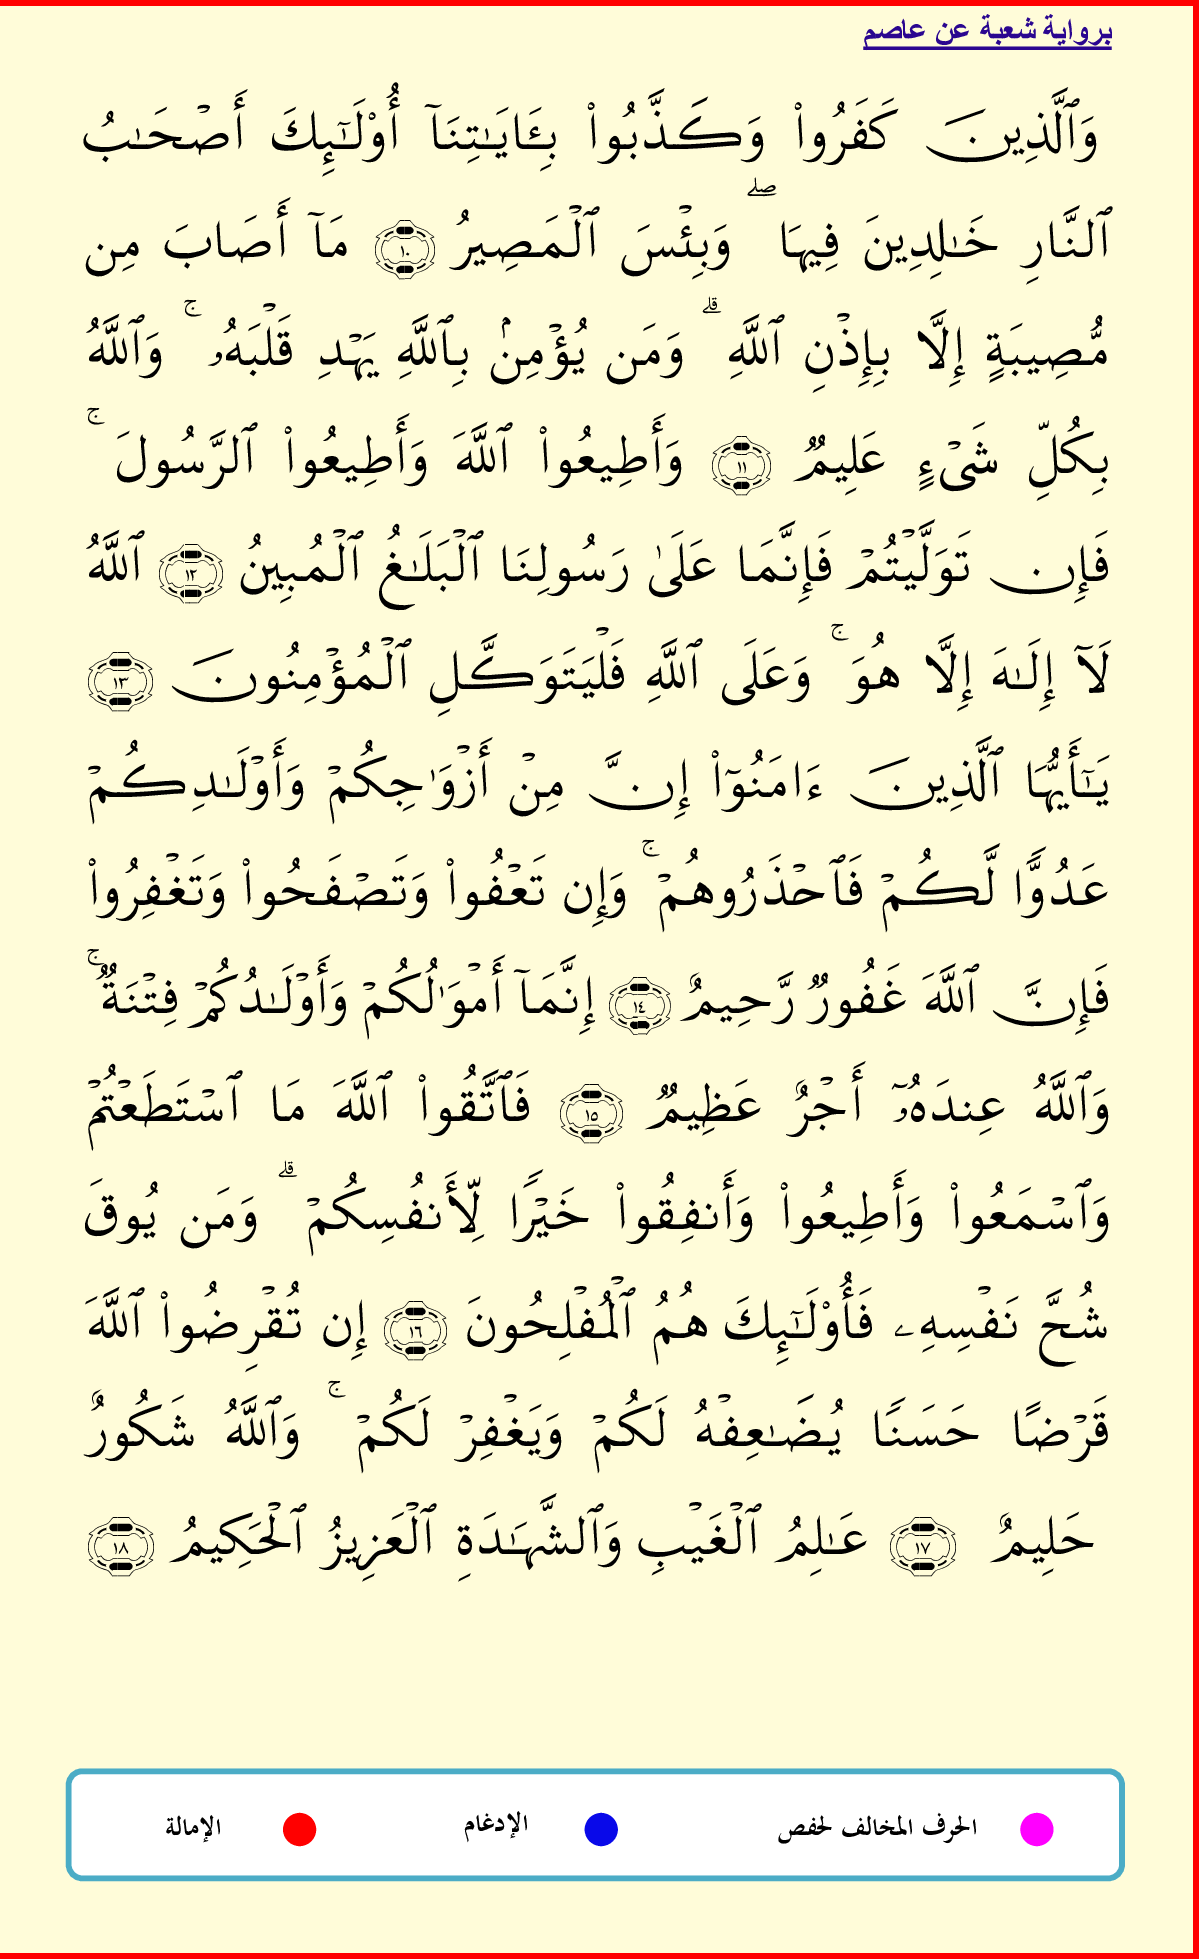 برواية شعبة عن عاصم
وَٱلَّذِينَ كَفَرُواْ وَكَذَّبُواْ بِـَٔايَٰتِنَآ أُوْلَٰٓئِكَ أَصۡحَٰبُ
ٱلنَّارِ خَٰلِدِينَ فِيهَاۖ وَبِئۡسَ ٱلۡمَصِيرُ ١٠ مَآ أَصَابَ مِن
مُّصِيبَةٍ إِلَّا بِإِذۡنِ ٱللَّهِۗ وَمَن يُؤۡمِنۢ بِٱللَّهِ يَهۡدِ قَلۡبَهُۥۚ وَٱللَّهُ
بِكُلِّ شَيۡءٍ عَلِيمٞ ١١ وَأَطِيعُواْ ٱللَّهَ وَأَطِيعُواْ ٱلرَّسُولَۚ
فَإِن تَوَلَّيۡتُمۡ فَإِنَّمَا عَلَىٰ رَسُولِنَا ٱلۡبَلَٰغُ ٱلۡمُبِينُ ١٢ ٱللَّهُ
لَآ إِلَٰهَ إِلَّا هُوَۚ وَعَلَى ٱللَّهِ فَلۡيَتَوَكَّلِ ٱلۡمُؤۡمِنُونَ ١٣
يَٰٓأَيُّهَا ٱلَّذِينَ ءَامَنُوٓاْ إِنَّ مِنۡ أَزۡوَٰجِكُمۡ وَأَوۡلَٰدِكُمۡ
عَدُوّٗا لَّكُمۡ فَٱحۡذَرُوهُمۡۚ وَإِن تَعۡفُواْ وَتَصۡفَحُواْ وَتَغۡفِرُواْ
فَإِنَّ ٱللَّهَ غَفُورٞ رَّحِيمٌ ١٤ إِنَّمَآ أَمۡوَٰلُكُمۡ وَأَوۡلَٰدُكُمۡ فِتۡنَةٞۚ
وَٱللَّهُ عِندَهُۥٓ أَجۡرٌ عَظِيمٞ ١٥ فَٱتَّقُواْ ٱللَّهَ مَا ٱسۡتَطَعۡتُمۡ
وَٱسۡمَعُواْ وَأَطِيعُواْ وَأَنفِقُواْ خَيۡرٗا لِّأَنفُسِكُمۡۗ وَمَن يُوقَ
شُحَّ نَفۡسِهِۦ فَأُوْلَٰٓئِكَ هُمُ ٱلۡمُفۡلِحُونَ ١٦ إِن تُقۡرِضُواْ ٱللَّهَ
قَرۡضًا حَسَنٗا يُضَٰعِفۡهُ لَكُمۡ وَيَغۡفِرۡ لَكُمۡۚ وَٱللَّهُ شَكُورٌ
حَلِيمٌ ١٧ عَٰلِمُ ٱلۡغَيۡبِ وَٱلشَّهَٰدَةِ ٱلۡعَزِيزُ ٱلۡحَكِيمُ ١٨
الحرف المخالف لحفص الإدغام الإمالة